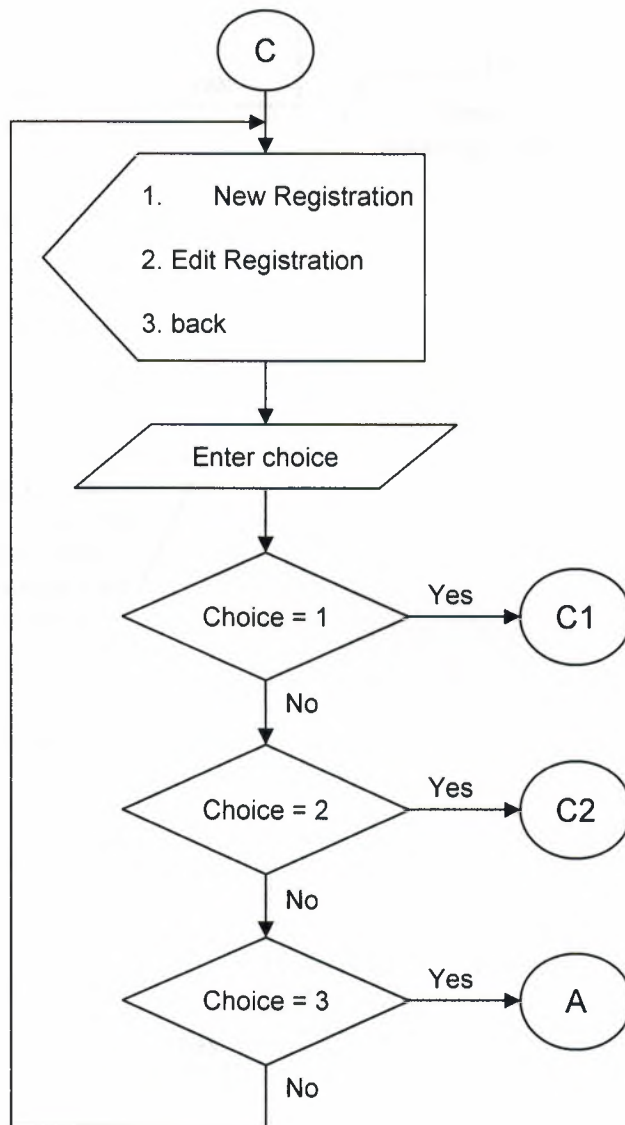 C
1. New Registration
2. Edit Registration
3. back
Enter choice
Choice = 1
Yes
C1
No
Choice = 2
Yes
C2
No
Choice = 3
Yes
A
No